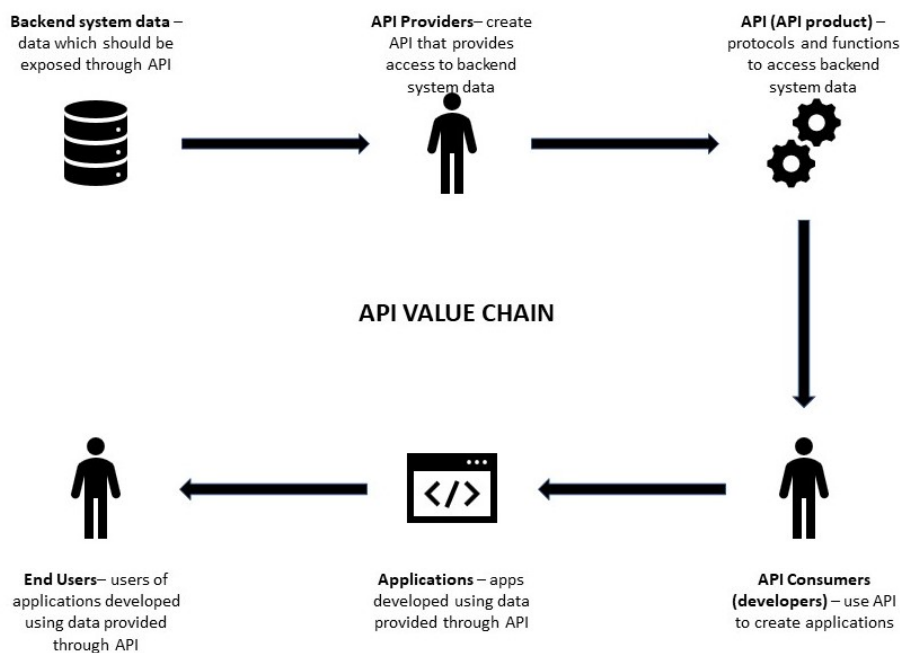 Backend system data –
data which should be
exposed through API
API Providers– create
API that provides
access to backend
system data
API (API product) –
protocols and functions
to access backend
system data
API VALUE CHAIN
</>
End Users– users of
applications developed
using data provided
through API
Applications – apps
developed using data
provided through API
API Consumers
(developers) – use API
to create applications